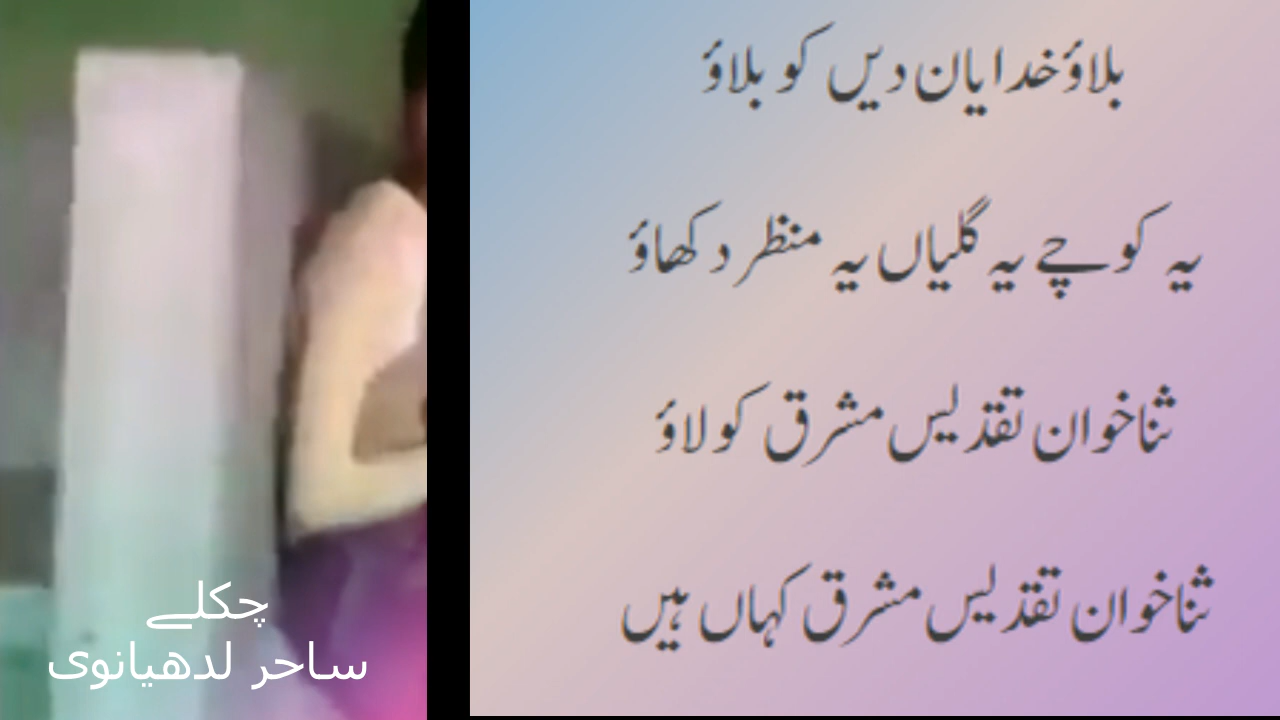 بلاؤ خدایان دیں کو بلاؤ
یہ کوچے یہ گلیاں یہ منظر دکھاؤ
ثناخوان تقدیس مشرق کو لاؤ
ثناخوان تقدیس مشرق کہاں ہیں
چکلے
ساحر لدھیانوی